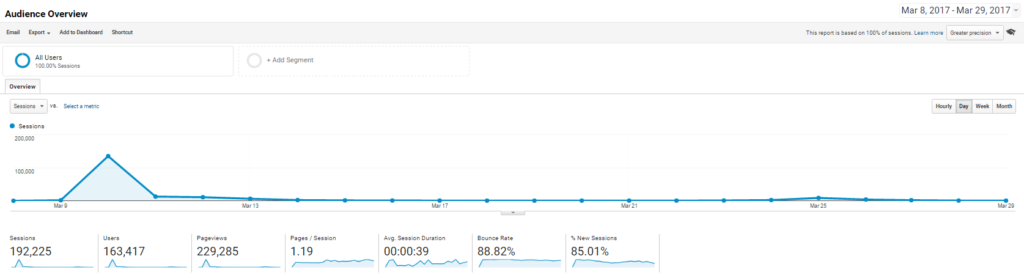 Audience Overview
Mar 8, 2017 - Mar 29, 2017
Email Export Add to Dashboard Shortcut
This report is based on 100% of sessions. Learn more Greater precision
All Users
100.00% Sessions
+ Add Segment
Overview
Sessions vs. Select a metric
Hourly Day Week Month
Sessions
200,000
100,000
Mar 9 Mar 13 Mar 17 Mar 21 Mar 25 Mar 29
Sessions Users Pageviews Pages / Session Avg. Session Duration Bounce Rate % New Sessions
192,225 163,417 229,285 1.19 00:00:39 88.82% 85.01%